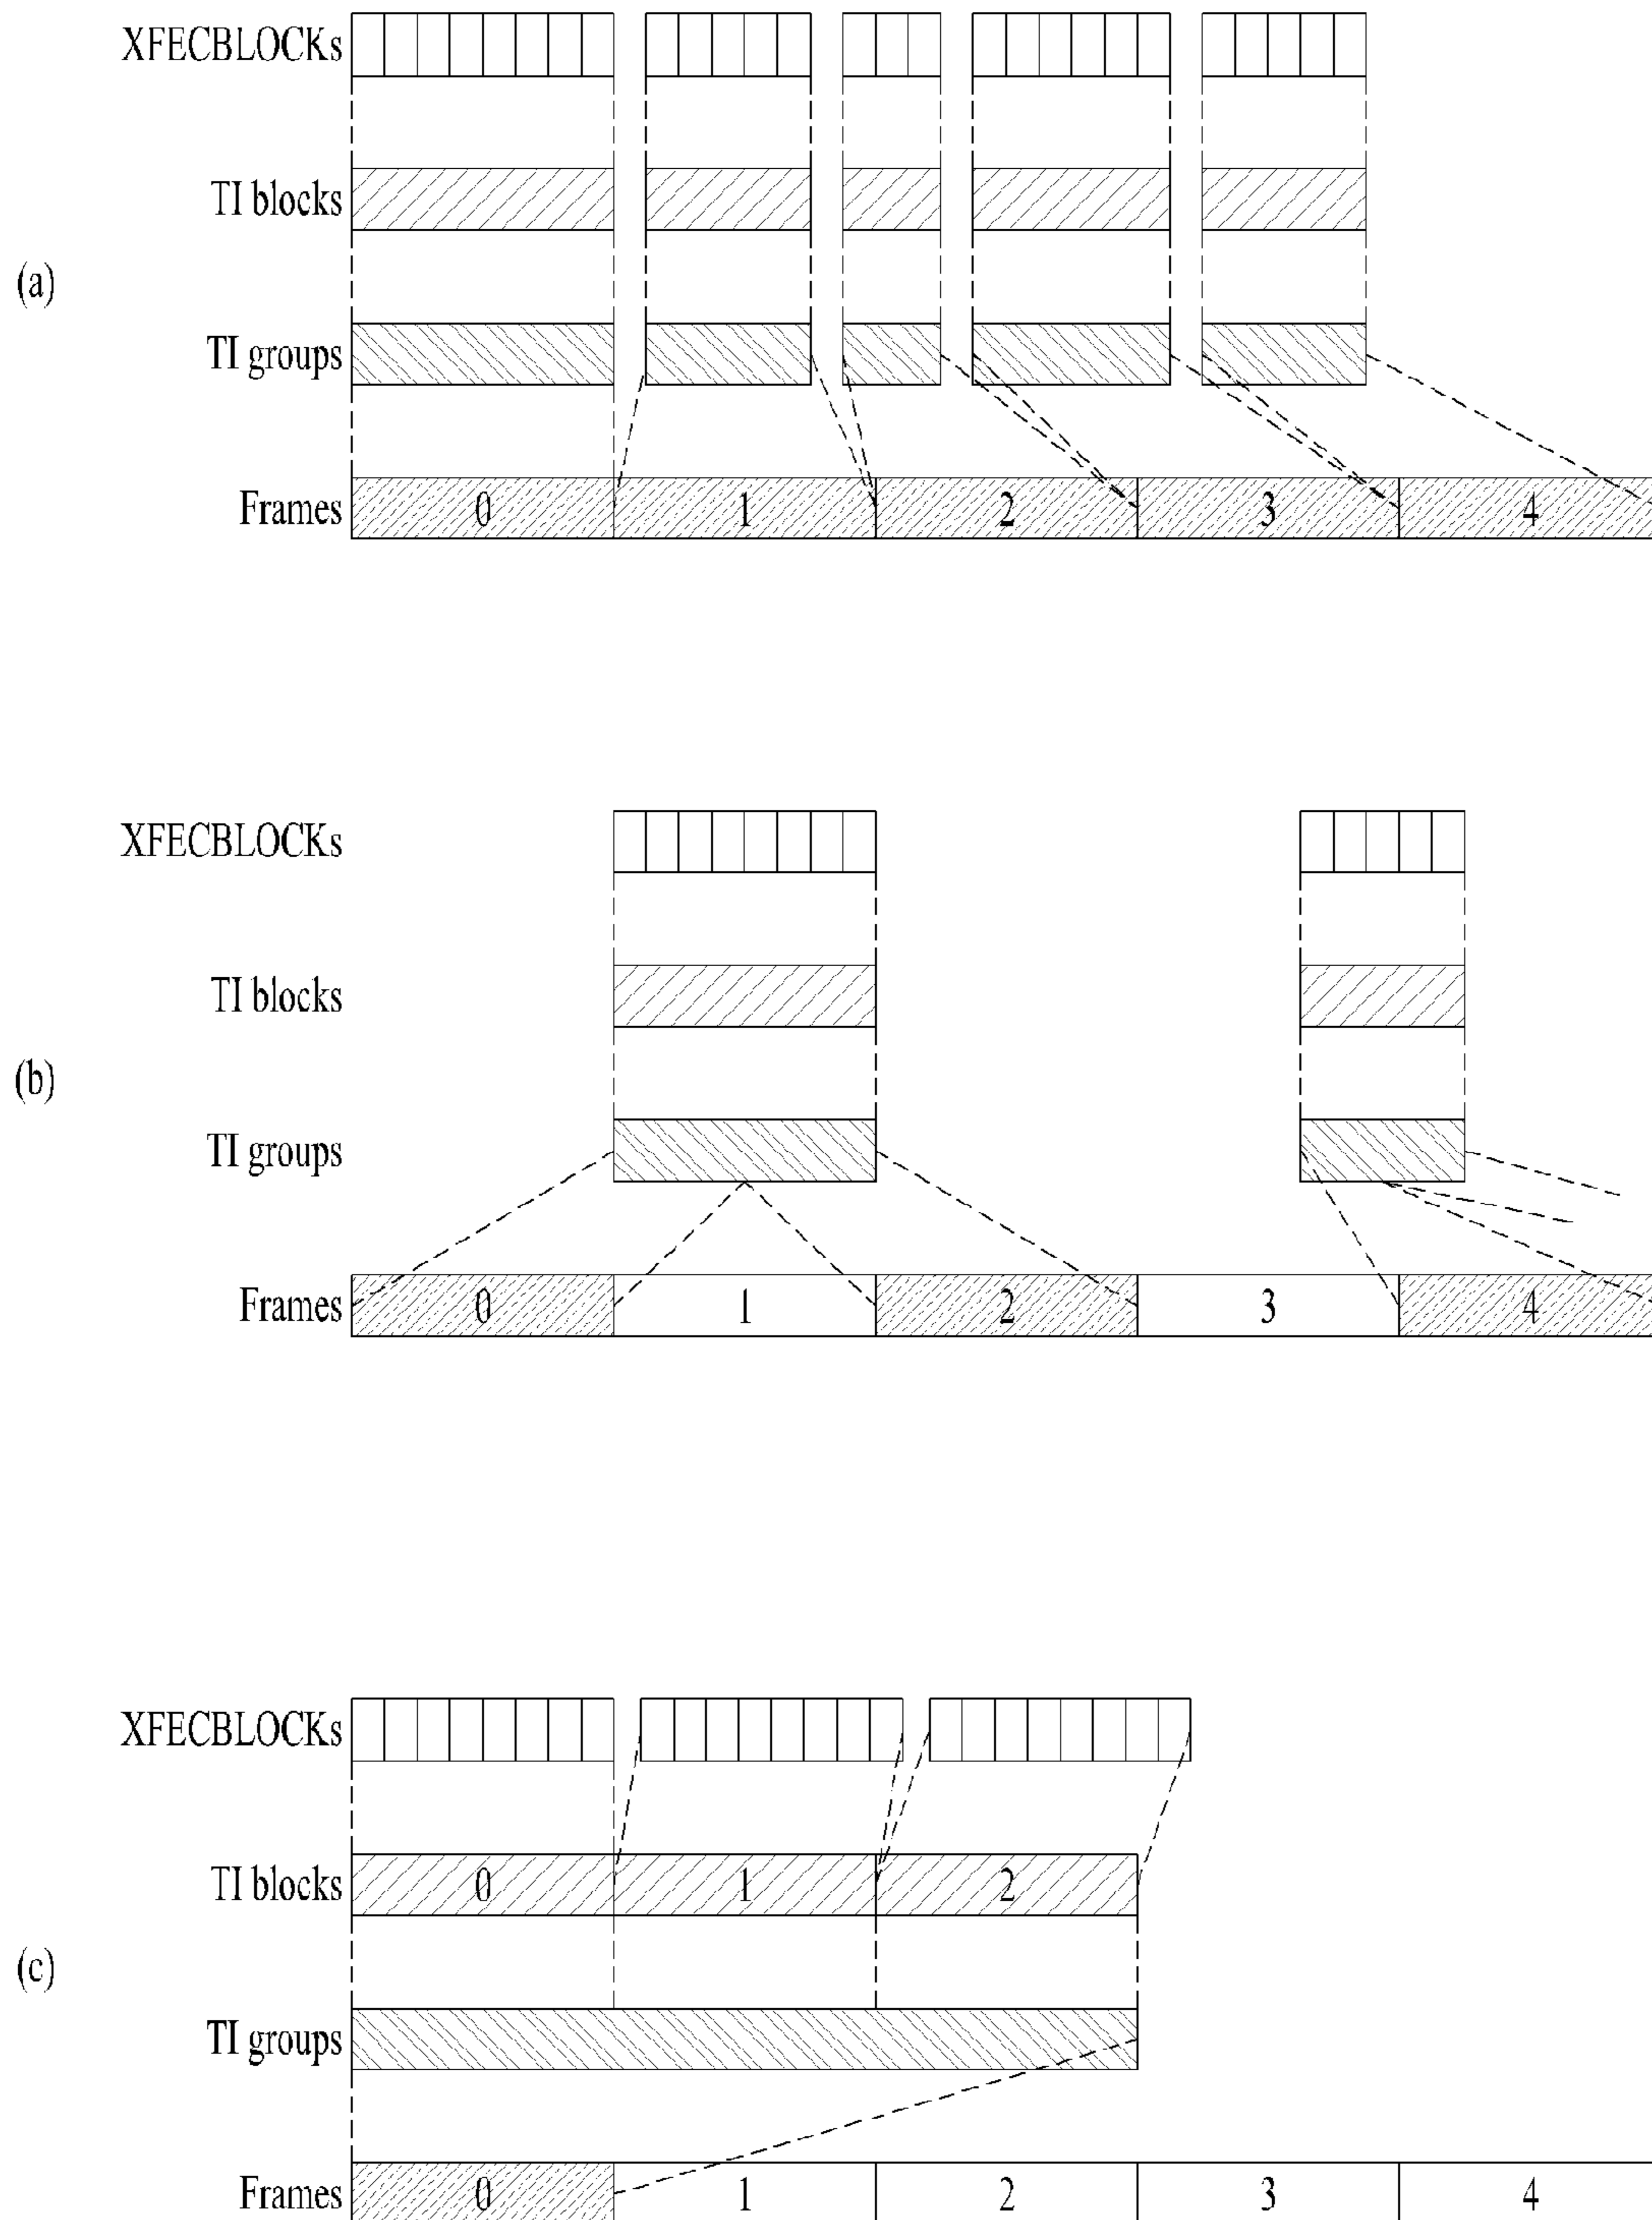 XFECBLOCKs
TI blocks
(a)
TI groups
Frames 0 1 2 3 4
XFECBLOCKs
TI blocks
(b)
TI groups
Frames 0 1 2 3 4
XFECBLOCKs
TI blocks 0 1 2
(c)
TI groups
Frames 0 1 2 3 4